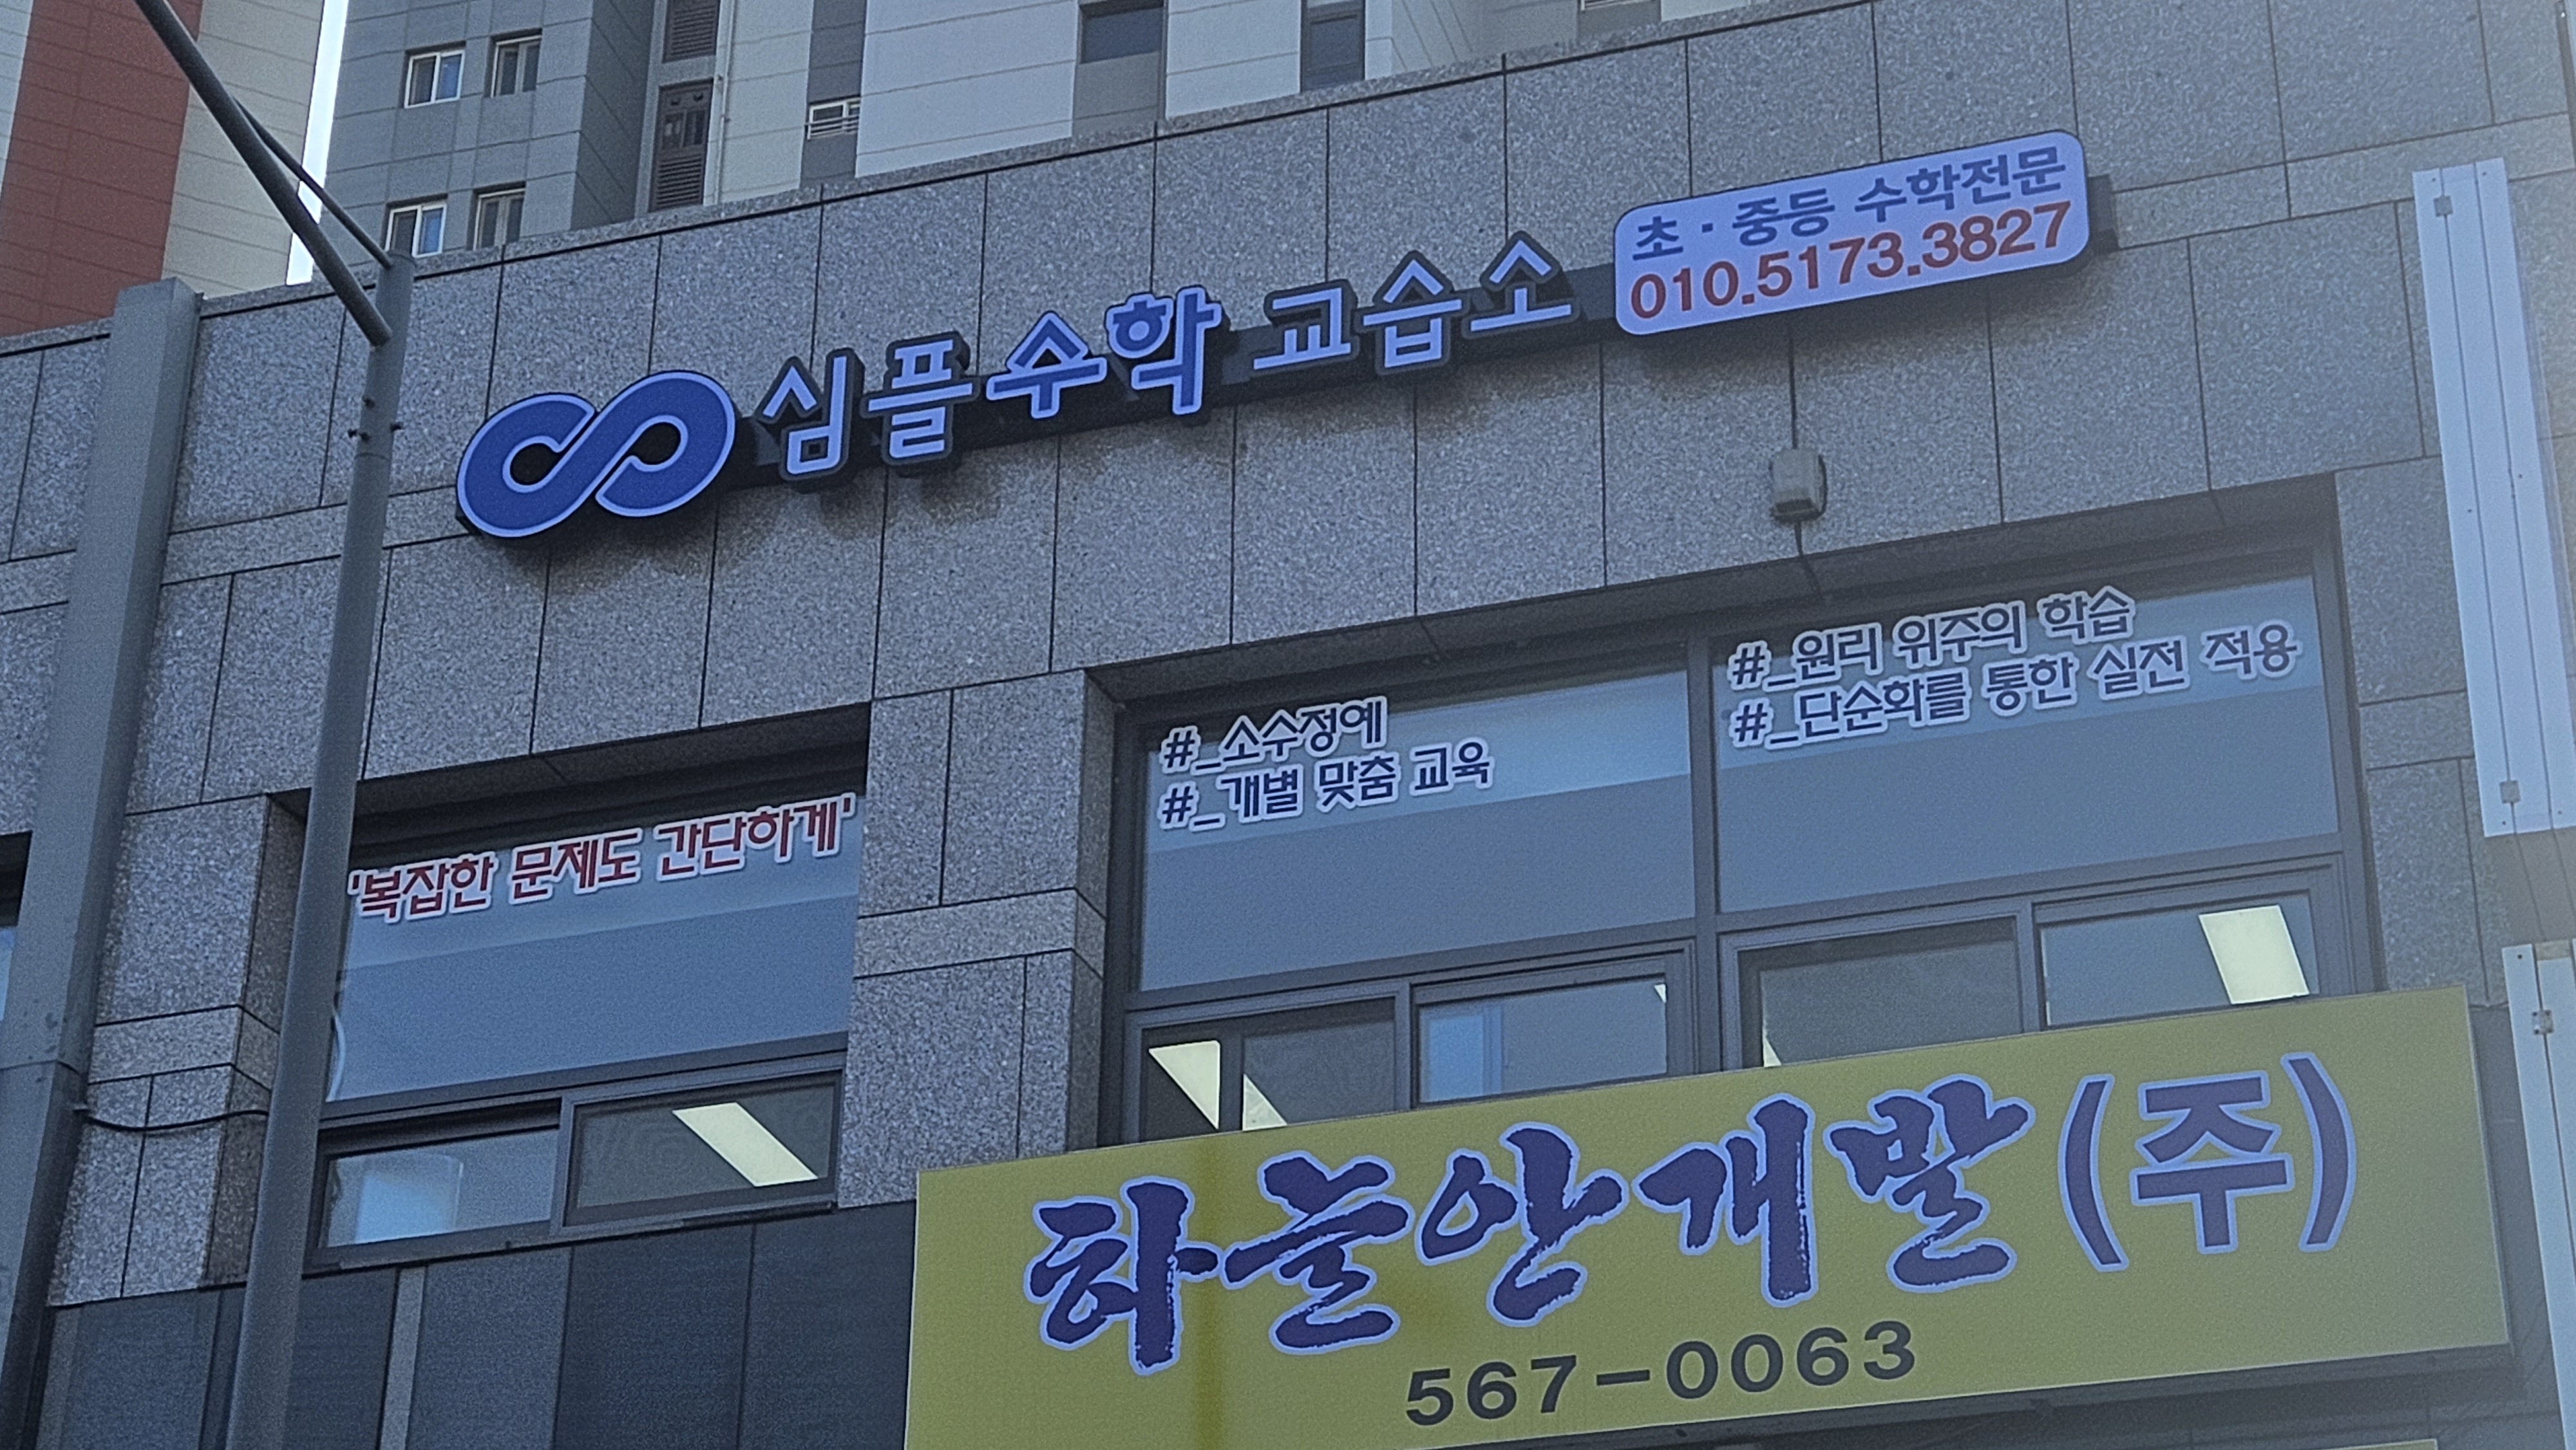 심플수학 교습소
초·중등 수학전문
010.5173.3827
'복잡한 문제도 간단하게'
#_소수정예
#_개별 맞춤 교육
#_원리 위주의 학습
#_단순화를 통한 실전 적용
하늘안개발(주)
567-0063